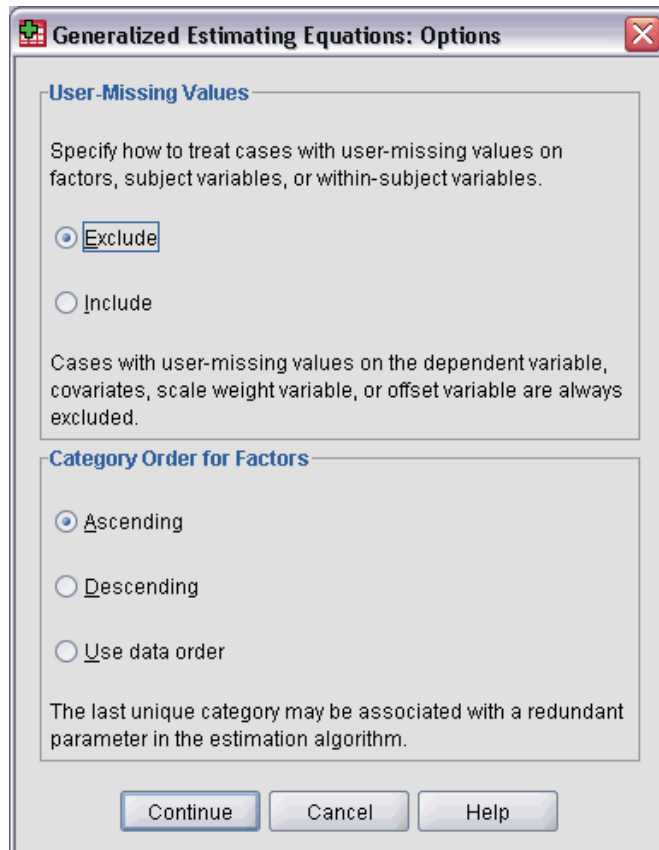 Generalized Estimating Equations: Options
User-Missing Values
Specify how to treat cases with user-missing values on
factors, subject variables, or within-subject variables.
Exclude
Include
Cases with user-missing values on the dependent variable,
covariates, scale weight variable, or offset variable are always
excluded.
Category Order for Factors
Ascending
Descending
Use data order
The last unique category may be associated with a redundant
parameter in the estimation algorithm.
Continue Cancel Help